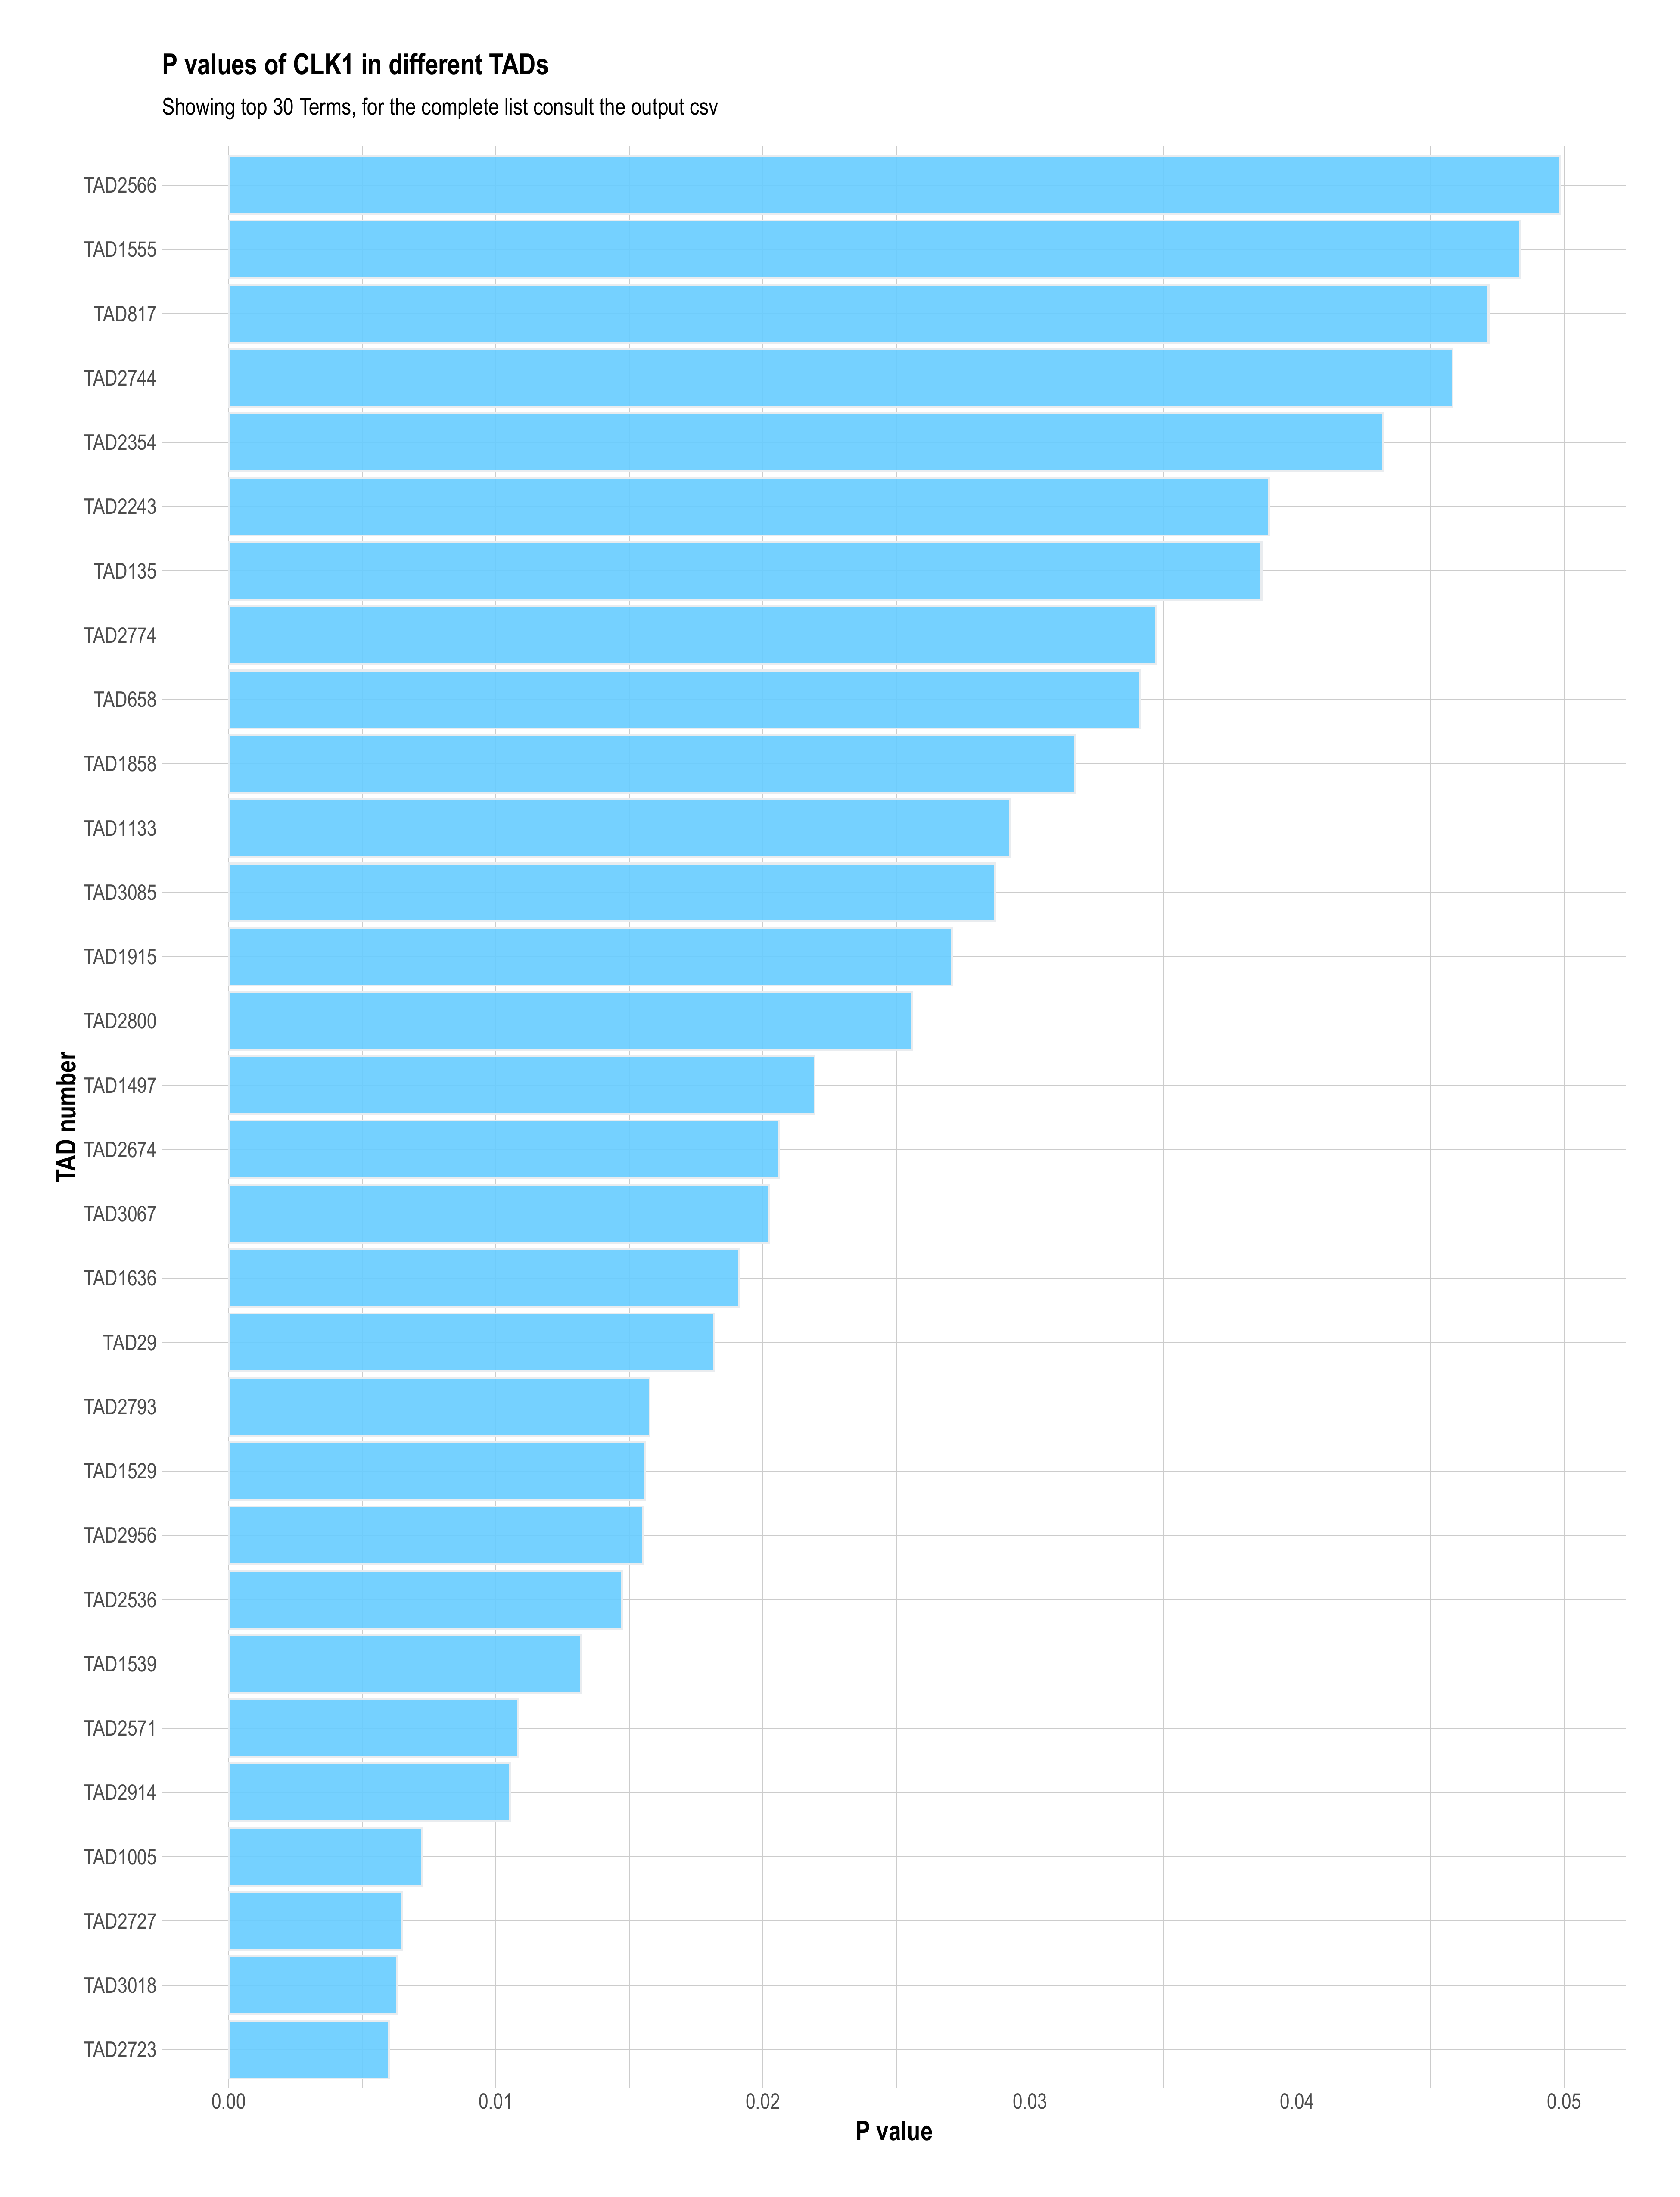 P values of CLK1 in different TADs
Showing top 30 Terms, for the complete list consult the output csv
TAD number
TAD2566
TAD1555
TAD817
TAD2744
TAD2354
TAD2243
TAD135
TAD2774
TAD658
TAD1858
TAD1133
TAD3085
TAD1915
TAD2800
TAD1497
TAD2674
TAD3067
TAD1636
TAD29
TAD2793
TAD1529
TAD2956
TAD2536
TAD1539
TAD2571
TAD2914
TAD1005
TAD2727
TAD3018
TAD2723
0.00 0.01 0.02 0.03 0.04 0.05
P value